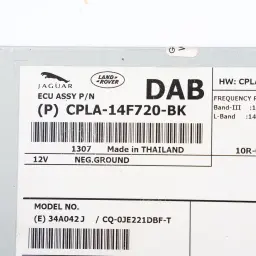 JAGUAR
LAND ROVER
DAB
HW: CPLA
ECU ASSY P/N
(P) CPLA-14F720-BK
FREQUENCY
Band-III
L-Band
1307 Made in THAILAND
10R-
12V NEG.GROUND
MODEL NO.
(E) 34A042J / CQ-0JE221DBF-T